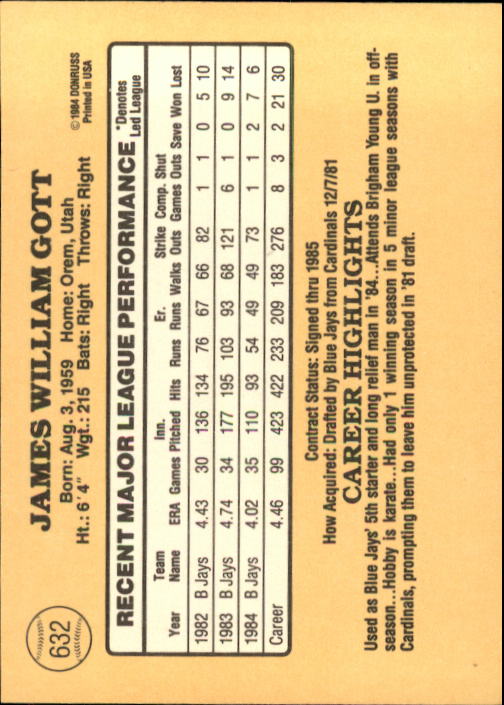 632
JAMES WILLIAM GOTT
Born: Aug. 3, 1959 Home: Orem, Utah
Ht.: 6'4" Wgt.: 215 Bats: Right Throws: Right
© 1984 DONRUSS
Printed in USA
RECENT MAJOR LEAGUE PERFORMANCE
*Denotes
Led League
Team Inn. Er. Strike Comp. Shut
Year Name ERA Games Pitched Hits Runs Runs Walks Outs Games Outs Save Won Lost
1982 B Jays 4.43 30 136 134 76 67 66 82 1 1 0 5 10
1983 B Jays 4.74 34 177 195 103 93 68 121 6 1 0 9 14
1984 B Jays 4.02 35 110 93 54 49 49 73 1 1 2 7 6
Career 4.46 99 423 422 233 209 183 276 8 3 2 21 30
Contract Status: Signed thru 1985
How Acquired: Drafted by Blue Jays from Cardinals 12/7/81
CAREER HIGHLIGHTS
Used as Blue Jays' 5th starter and long relief man in '84...Attends Brigham Young U. in off-
season...Hobby is karate...Had only 1 winning season in 5 minor league seasons with
Cardinals, prompting them to leave him unprotected in '81 draft.